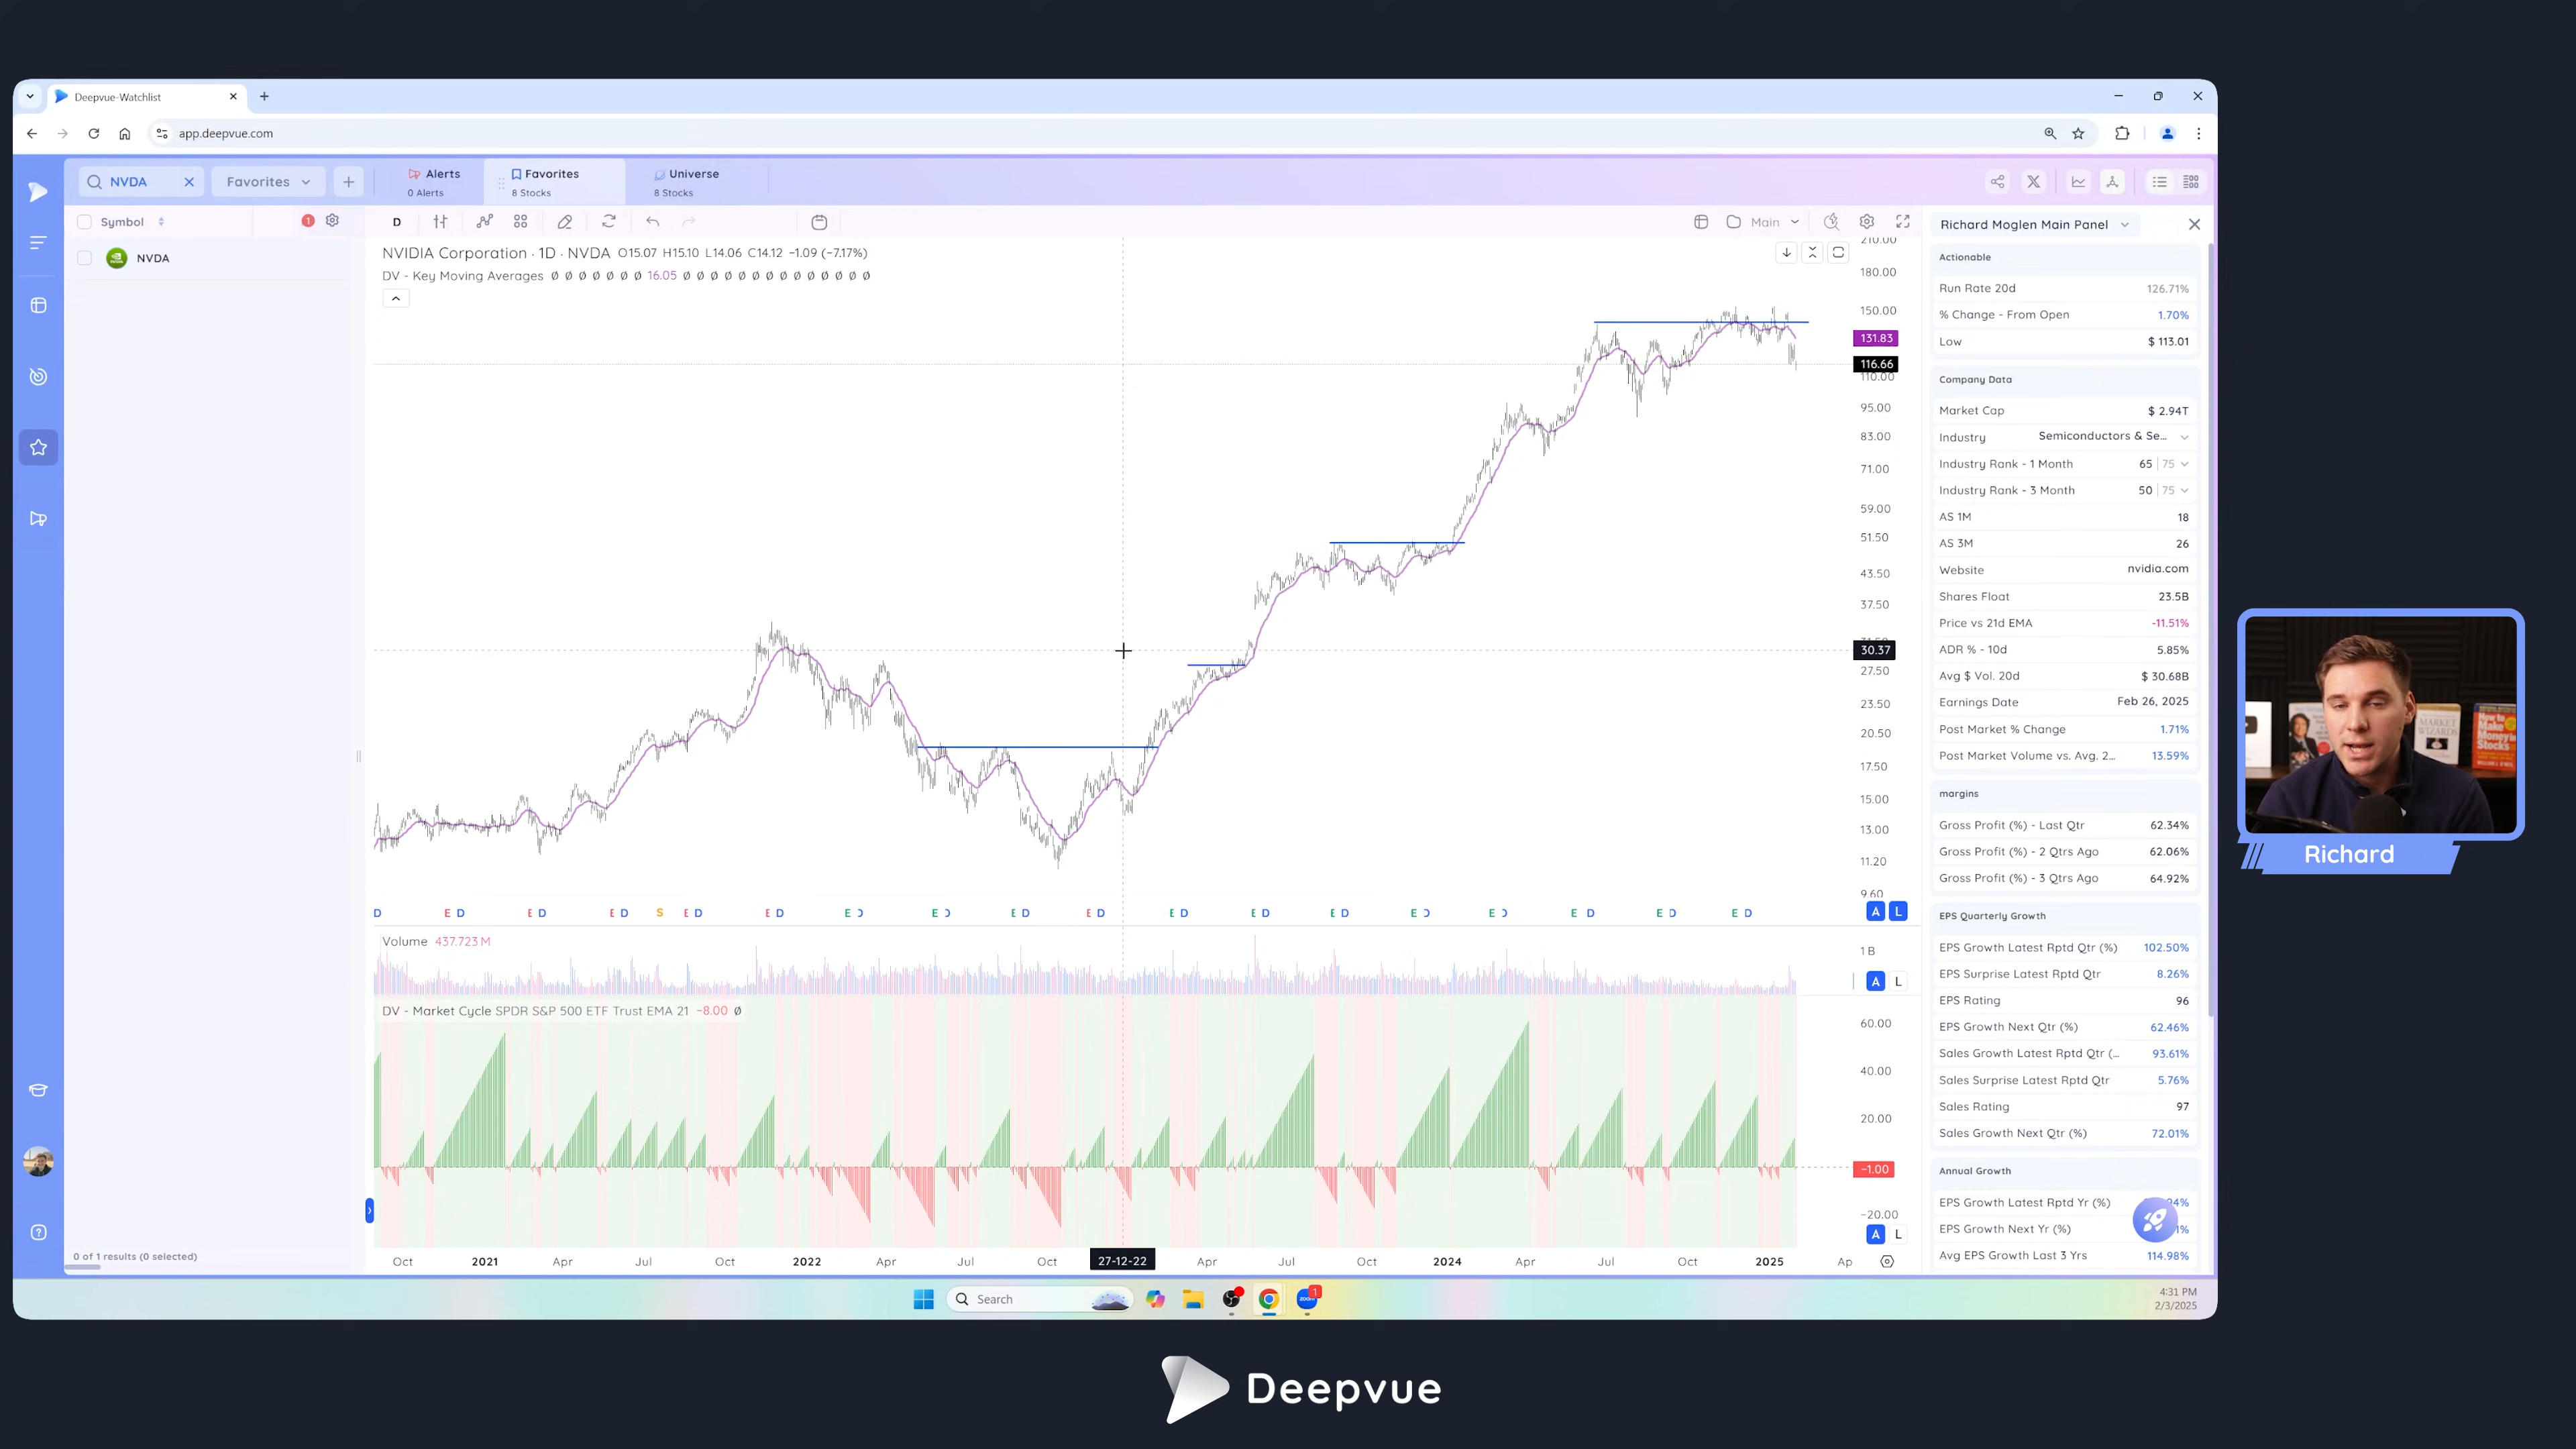 Deepvue-Watchlist
app.deepvue.com
NVDA
Favorites
Alerts
0 Alerts
Favorites
8 Stocks
Universe
8 Stocks
Symbol
1
D
Main
Richard Moglen Main Panel
NVDA
NVIDIA Corporation · 1D · NVDA O15.07 H15.10 L14.06 C14.12 −1.09 (−7.17%)
DV - Key Moving Averages Ø Ø Ø Ø Ø Ø Ø 16.05 Ø Ø Ø Ø Ø Ø Ø Ø Ø Ø Ø Ø Ø Ø
210.00
180.00
150.00
131.83
116.66
110.00
95.00
83.00
71.00
59.00
51.50
43.50
37.50
30.37
27.50
23.50
20.50
17.50
15.00
13.00
11.20
9.60
D E D E D E D S E D E D E D E D E D E D E D E D E D E D E D E D E D E D
A L
Volume 437.723 M
1 B
A L
DV - Market Cycle SPDR S&P 500 ETF Trust EMA 21 −8.00 Ø
60.00
40.00
20.00
−1.00
−20.00
A L
Oct 2021 Apr Jul Oct 2022 Apr Jul Oct 27-12-22 Apr Jul Oct 2024 Apr Jul Oct 2025 Ap
0 of 1 results (0 selected)
Actionable
Run Rate 20d 126.71%
% Change - From Open 1.70%
Low $ 113.01
Company Data
Market Cap $ 2.94T
Industry Semiconductors & Se...
Industry Rank - 1 Month 65 | 75
Industry Rank - 3 Month 50 | 75
AS 1M 18
AS 3M 26
Website nvidia.com
Shares Float 23.5B
Price vs 21d EMA -11.51%
ADR % - 10d 5.85%
Avg $ Vol. 20d $ 30.68B
Earnings Date Feb 26, 2025
Post Market % Change 1.71%
Post Market Volume vs. Avg. 2... 13.59%
margins
Gross Profit (%) - Last Qtr 62.34%
Gross Profit (%) - 2 Qtrs Ago 62.06%
Gross Profit (%) - 3 Qtrs Ago 64.92%
EPS Quarterly Growth
EPS Growth Latest Rptd Qtr (%) 102.50%
EPS Surprise Latest Rptd Qtr 8.26%
EPS Rating 96
EPS Growth Next Qtr (%) 62.46%
Sales Growth Latest Rptd Qtr (... 93.61%
Sales Surprise Latest Rptd Qtr 5.76%
Sales Rating 97
Sales Growth Next Qtr (%) 72.01%
Annual Growth
EPS Growth Latest Rptd Yr (%)
EPS Growth Next Yr (%)
Avg EPS Growth Last 3 Yrs 114.98%
Search
zoom
1
4:31 PM
2/3/2025
MARKET
WIZARDS
How to
Make
Money in
Stocks
Richard
Deepvue